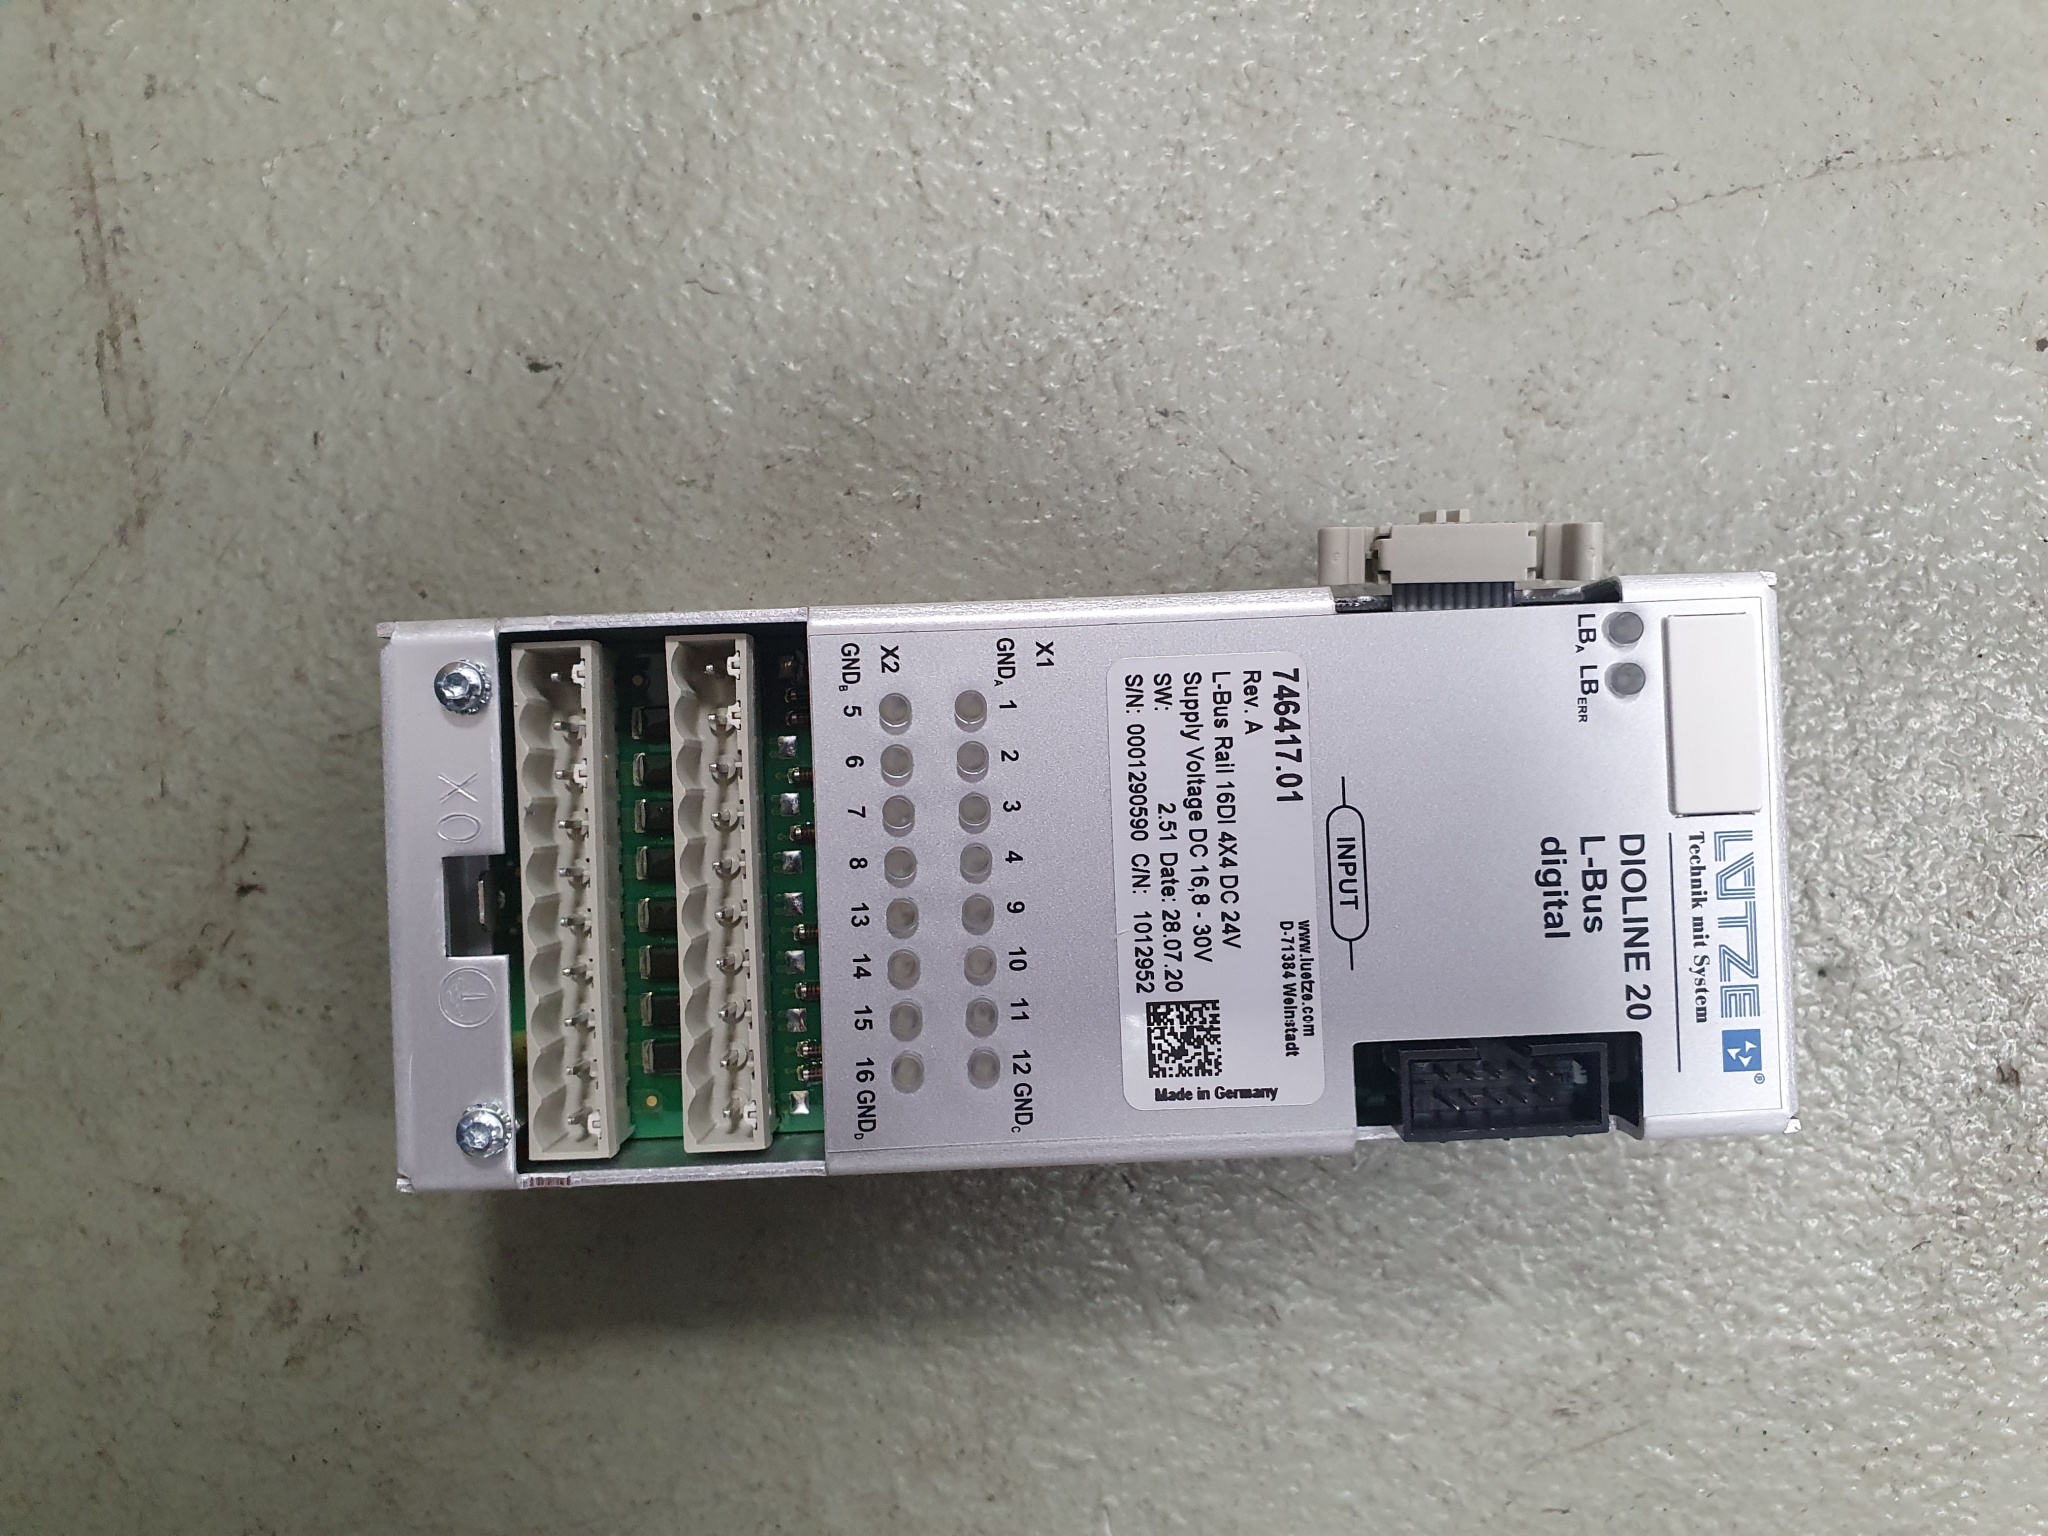 LÜTZE ®
Technik mit System
DIOLINE 20
L-Bus
digital
LBA LBERR
INPUT
www.luetze.com
D-71384 Weinstadt
746417.01
Rev. A
L-Bus Rail 16DI 4X4 DC 24V
Supply Voltage DC 16,8 - 30V
SW: 2.51 Date: 28.07.20
S/N: 0001290590 C/N: 1012952
Made in Germany
X1
GNDA 1 2 3 4 9 10 11 12 GNDC
X2
GNDB 5 6 7 8 13 14 15 16 GNDD
X0